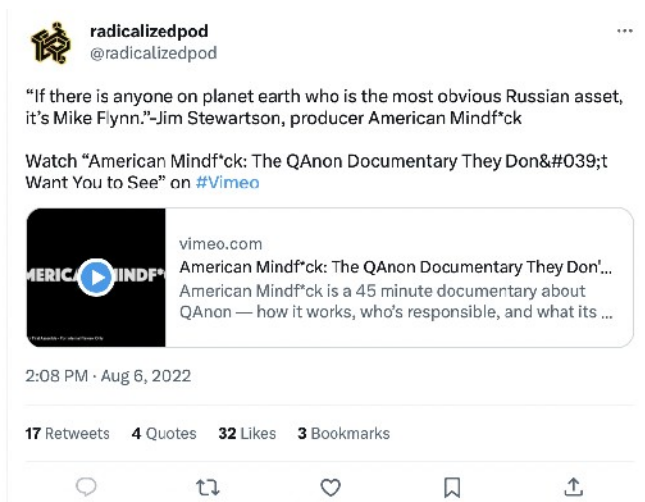 radicalizedpod
@radicalizedpod
“If there is anyone on planet earth who is the most obvious Russian asset,
it’s Mike Flynn.”-Jim Stewartson, producer American Mindf*ck
Watch “American Mindf*ck: The QAnon Documentary They Don&#039;t
Want You to See” on #Vimeo
MERICA MINDF*
vimeo.com
American Mindf*ck: The QAnon Documentary They Don'...
American Mindf*ck is a 45 minute documentary about
QAnon — how it works, who's responsible, and what its ...
2:08 PM · Aug 6, 2022
17 Retweets 4 Quotes 32 Likes 3 Bookmarks